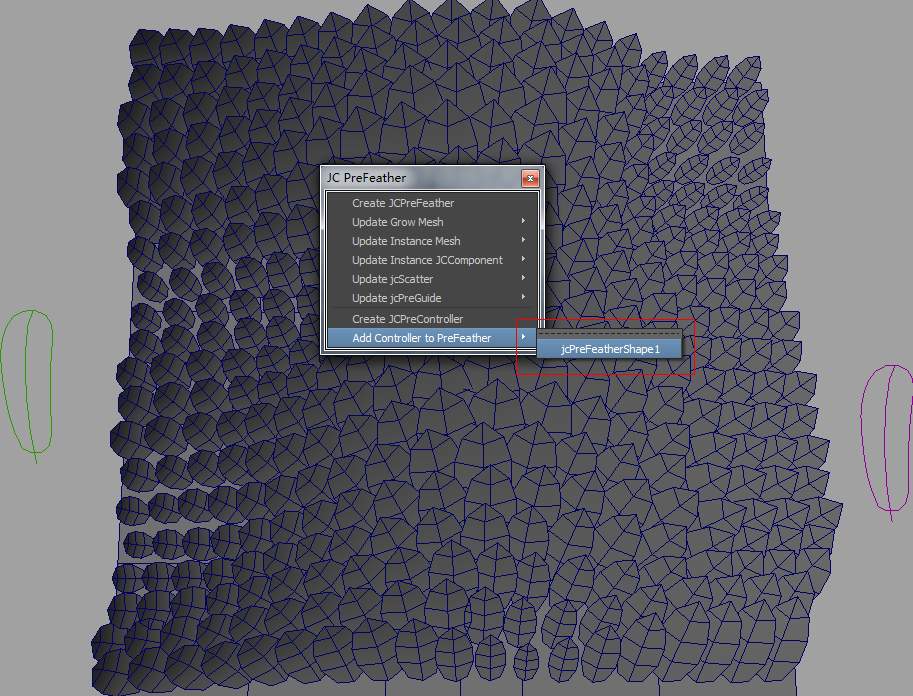 JC PreFeather
Create JCPreFeather
Update Grow Mesh
Update Instance Mesh
Update Instance JCComponent
Update jcScatter
Update jcPreGuide
Create JCPreController
Add Controller to PreFeather
jcPreFeatherShape1